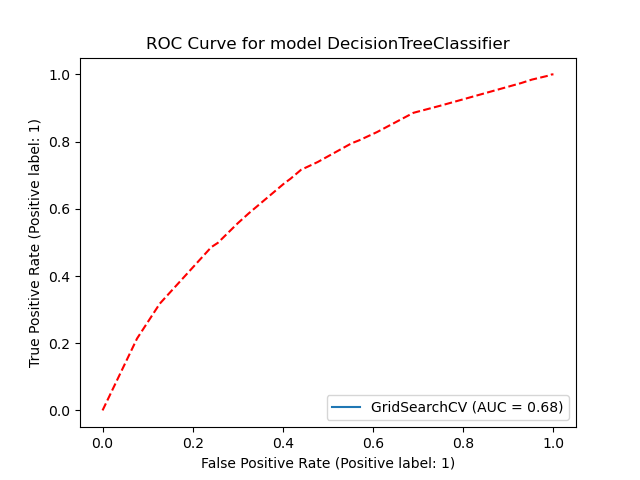 ROC Curve for model DecisionTreeClassifier
1.0
0.8
0.6
0.4
0.2
0.0
True Positive Rate (Positive label: 1)
GridSearchCV (AUC = 0.68)
0.0 0.2 0.4 0.6 0.8 1.0
False Positive Rate (Positive label: 1)